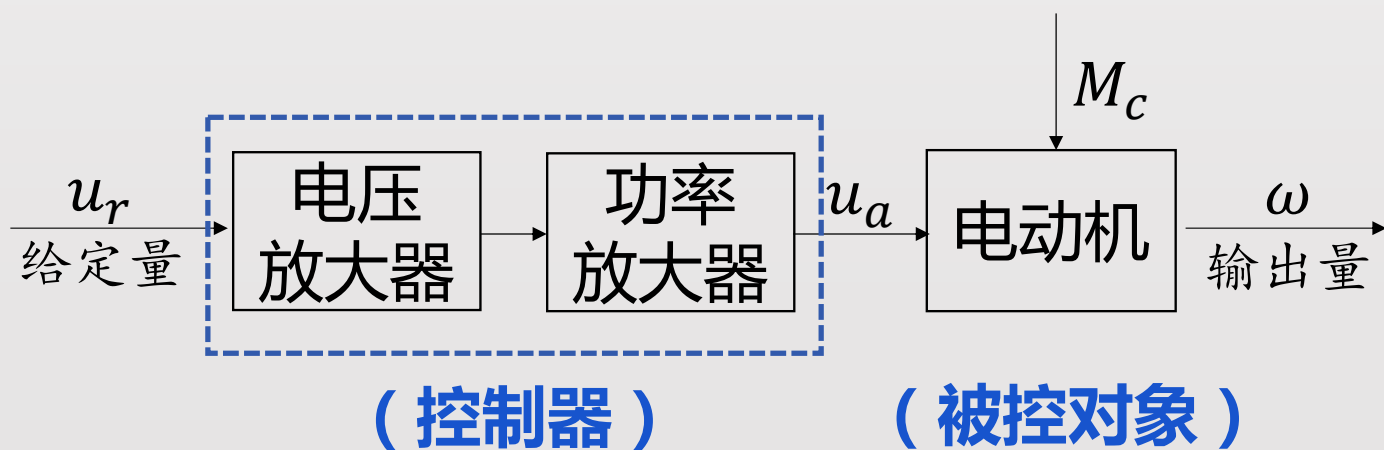 M_c
u_r
给定量
电压
放大器
功率
放大器
u_a
电动机
ω
输出量
（控制器）
（被控对象）